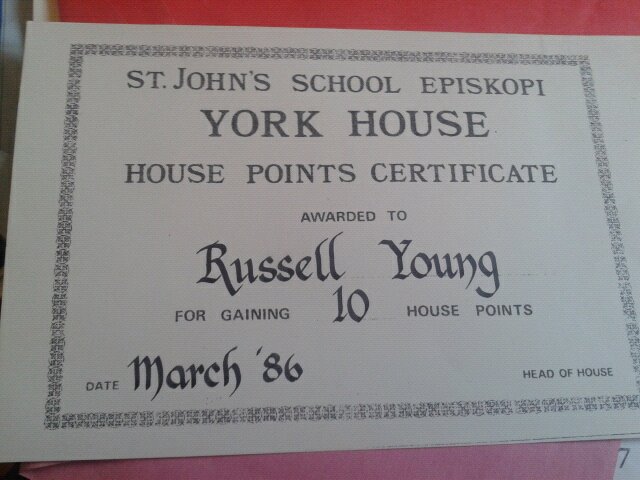 ST. JOHN'S SCHOOL EPISKOPI
YORK HOUSE
HOUSE POINTS CERTIFICATE
AWARDED TO
Russell Young
FOR GAINING 10 HOUSE POINTS
DATE March '86
HEAD OF HOUSE
7